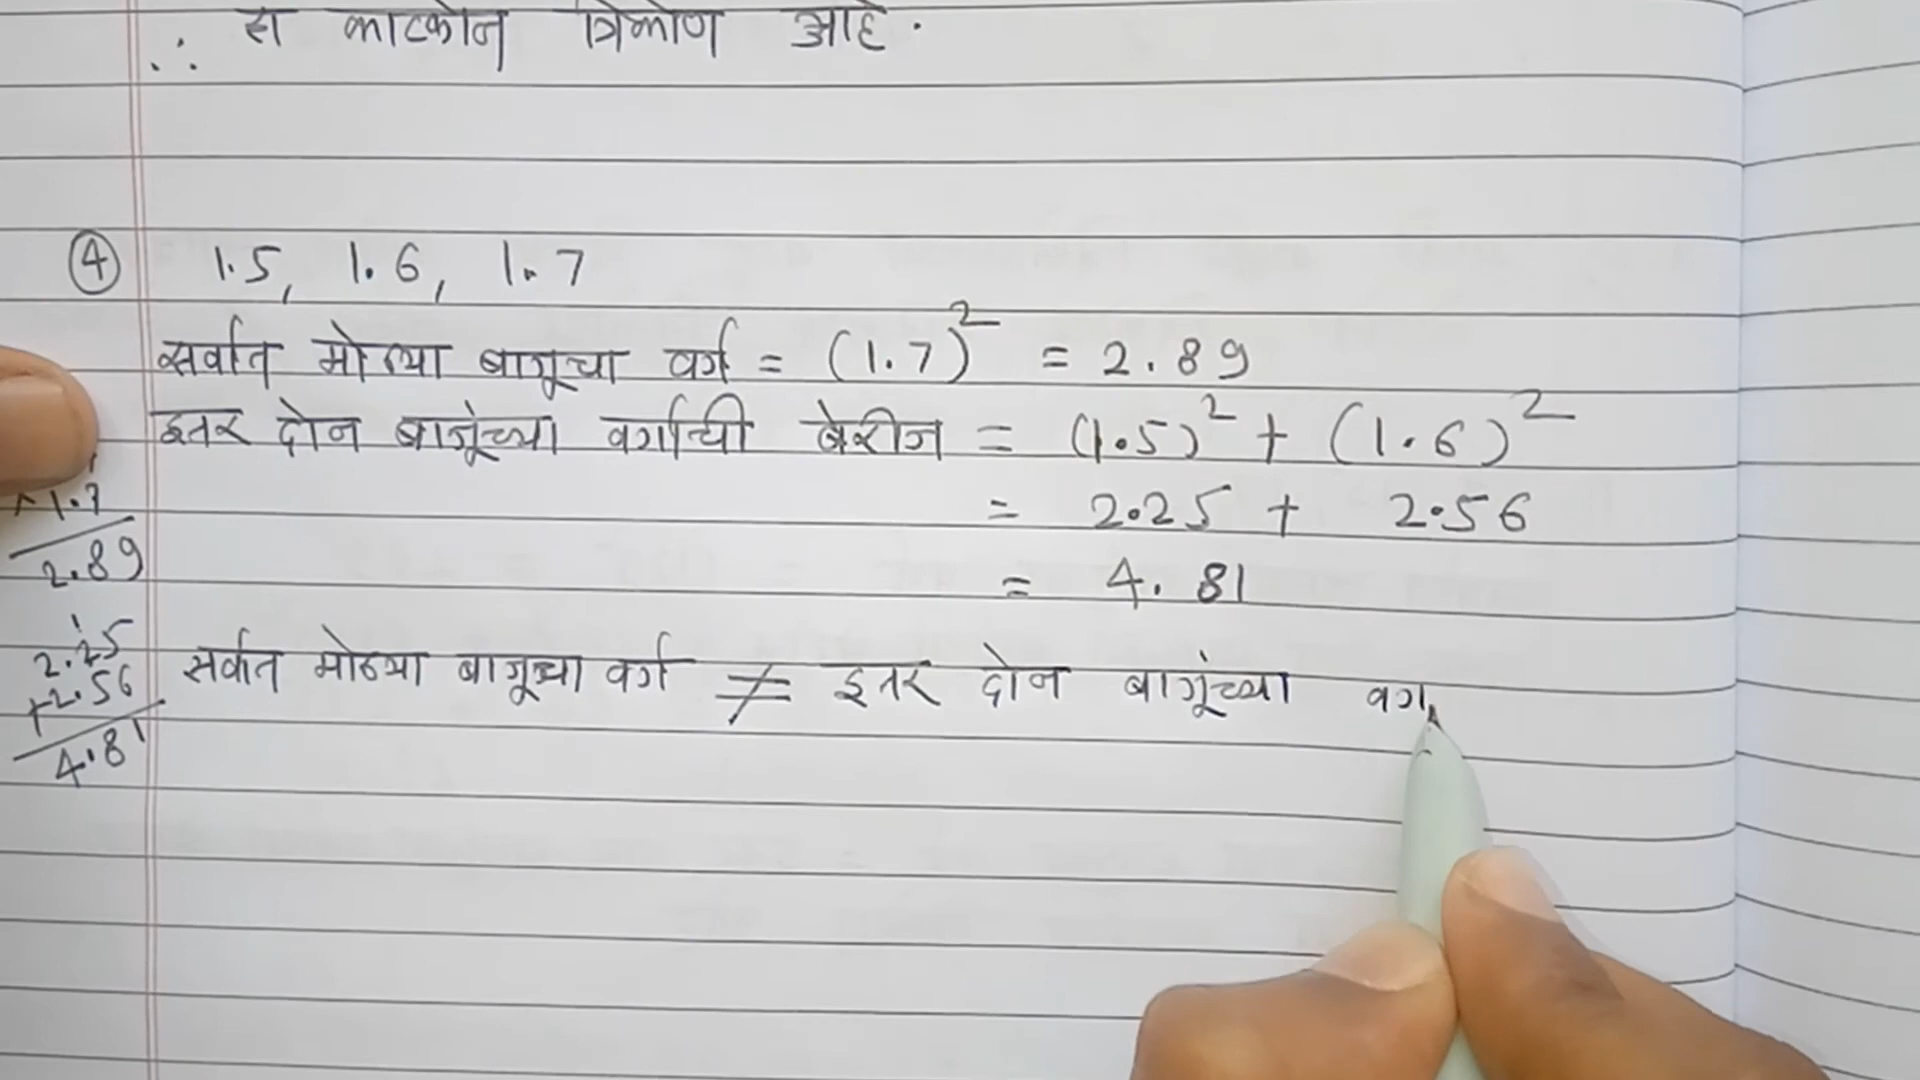 ∴ हा काटकोन त्रिकोण आहे.
④ 1.5, 1.6, 1.7
सर्वात मोठ्या बाजूचा वर्ग = (1.7)² = 2.89
इतर दोन बाजूंच्या वर्गाची बेरीज = (1.5)² + (1.6)²
= 2.25 + 2.56
= 4.81
सर्वात मोठ्या बाजूचा वर्ग ≠ इतर दोन बाजूंच्या वग
× 1.7
2.89
1
2.25
+2.56
4.81